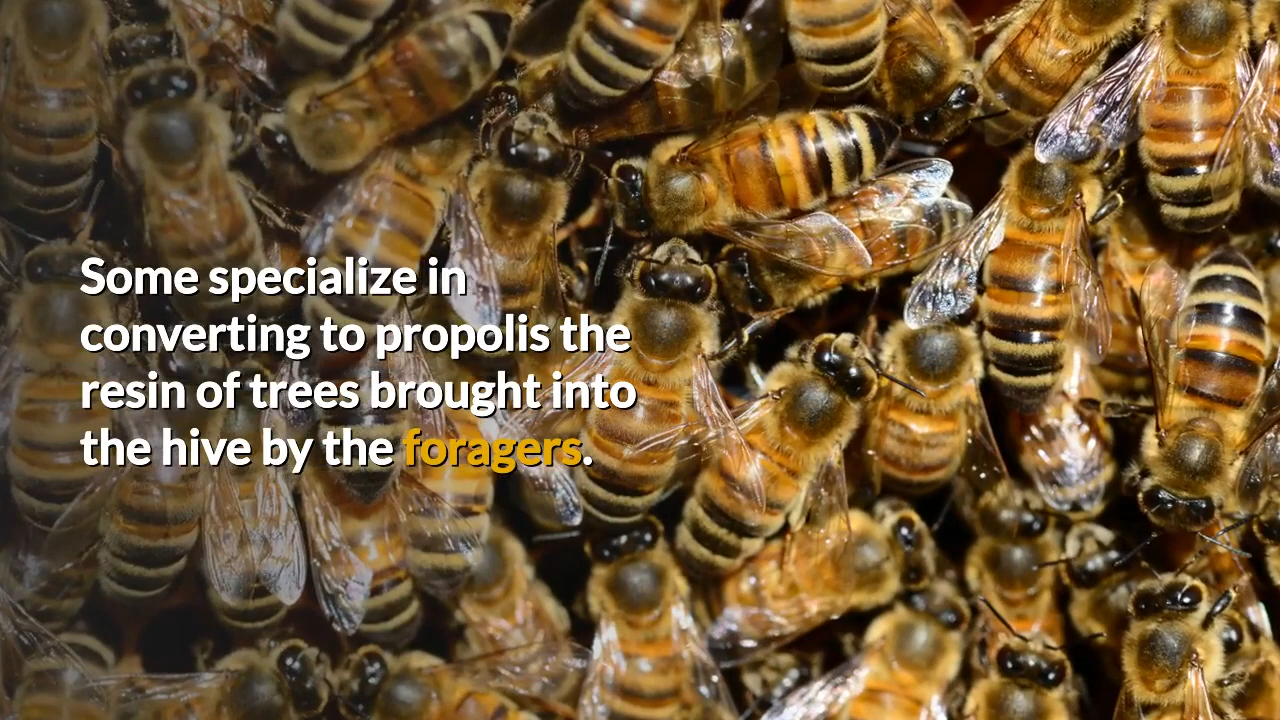 Some specialize in
converting to propolis the
resin of trees brought into
the hive by the foragers.